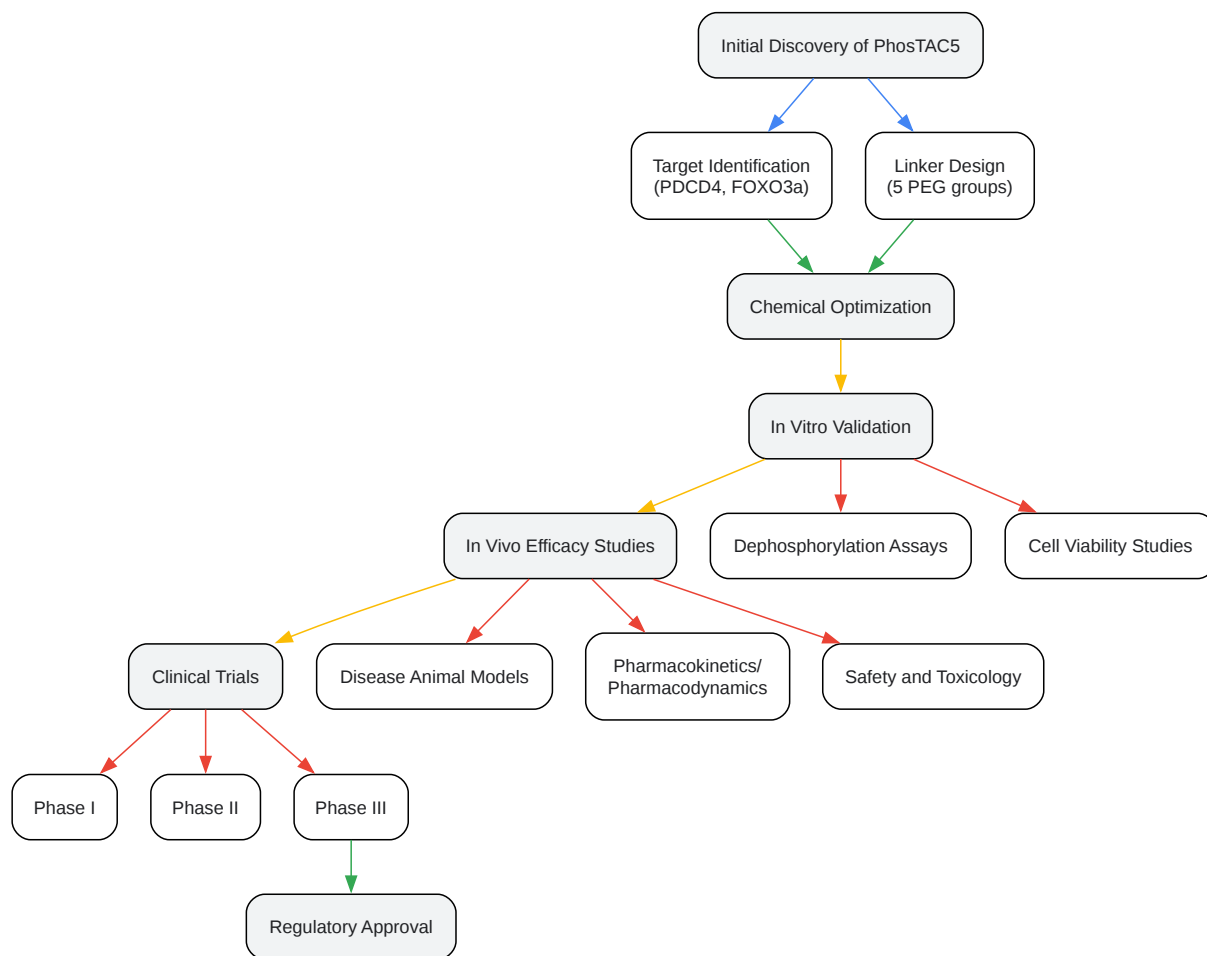 Initial Discovery of PhosTAC5
Target Identification
(PDCD4, FOXO3a)
Linker Design
(5 PEG groups)
Chemical Optimization
In Vitro Validation
In Vivo Efficacy Studies
Dephosphorylation Assays
Cell Viability Studies
Clinical Trials
Disease Animal Models
Pharmacokinetics/
Pharmacodynamics
Safety and Toxicology
Phase I
Phase II
Phase III
Regulatory Approval